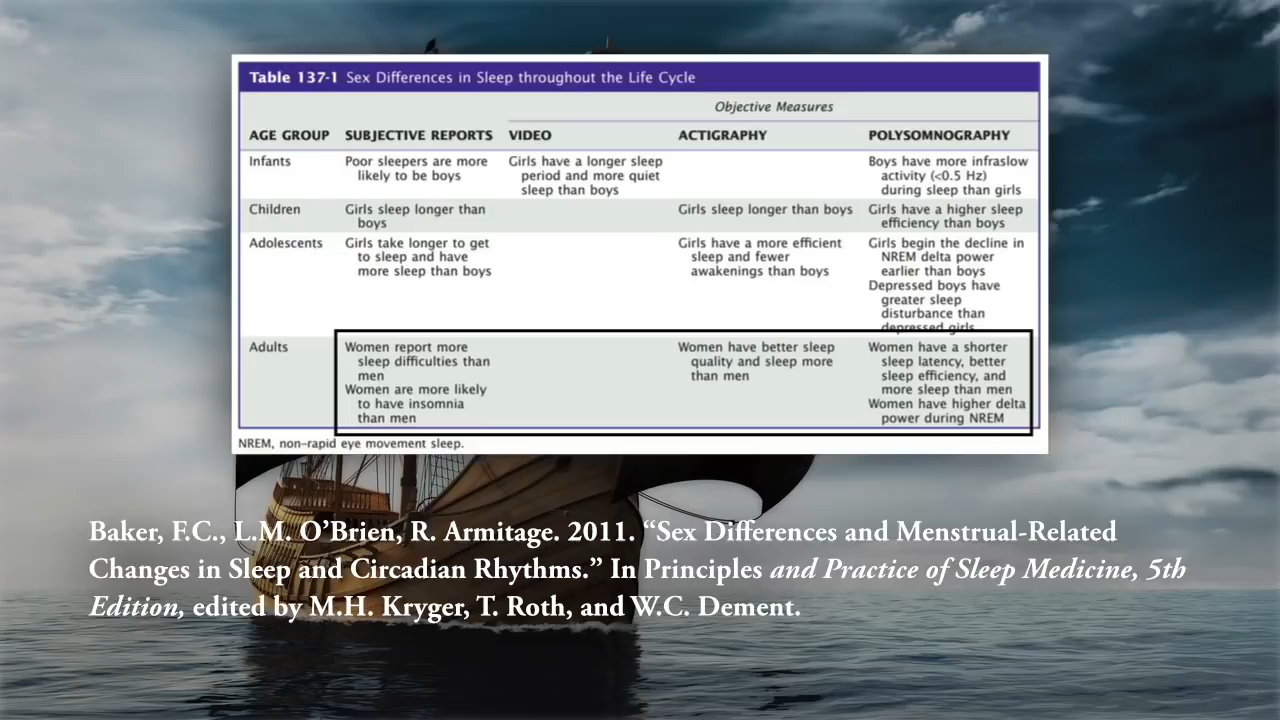 Table 137-1 Sex Differences in Sleep throughout the Life Cycle
Objective Measures
AGE GROUP SUBJECTIVE REPORTS VIDEO ACTIGRAPHY POLYSOMNOGRAPHY
Infants Poor sleepers are more Girls have a longer sleep Boys have more infraslow
likely to be boys period and more quiet activity (<0.5 Hz)
sleep than boys during sleep than girls
Children Girls sleep longer than Girls sleep longer than boys Girls have a higher sleep
boys efficiency than boys
Adolescents Girls take longer to get Girls have a more efficient Girls begin the decline in
to sleep and have sleep and fewer NREM delta power
more sleep than boys awakenings than boys earlier than boys
Depressed boys have
greater sleep
disturbance than
depressed girls
Adults Women report more Women have better sleep Women have a shorter
sleep difficulties than quality and sleep more sleep latency, better
men than men sleep efficiency, and
Women are more likely more sleep than men
to have insomnia Women have higher delta
than men power during NREM
NREM, non-rapid eye movement sleep.
Baker, F.C., L.M. O’Brien, R. Armitage. 2011. “Sex Differences and Menstrual-Related
Changes in Sleep and Circadian Rhythms.” In Principles and Practice of Sleep Medicine, 5th
Edition, edited by M.H. Kryger, T. Roth, and W.C. Dement.